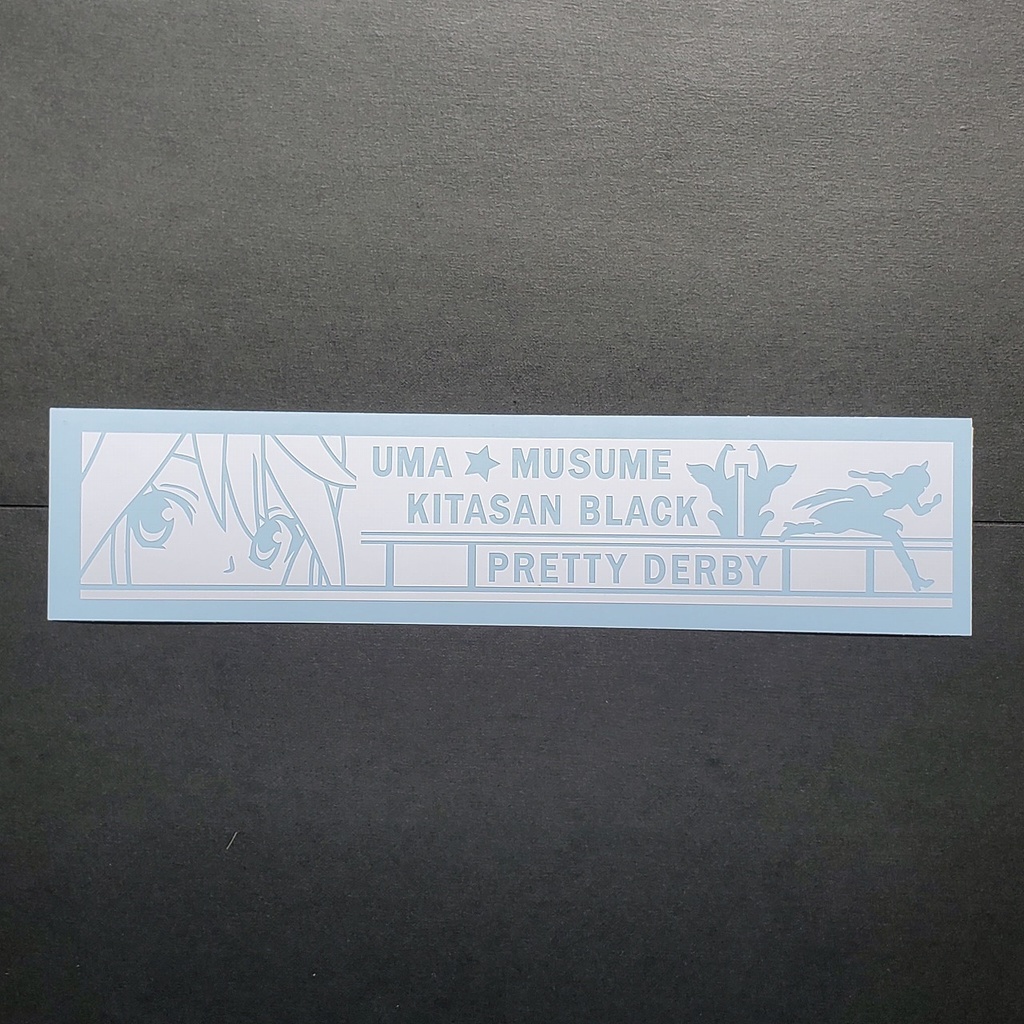 UMA ★ MUSUME
KITASAN BLACK
PRETTY DERBY